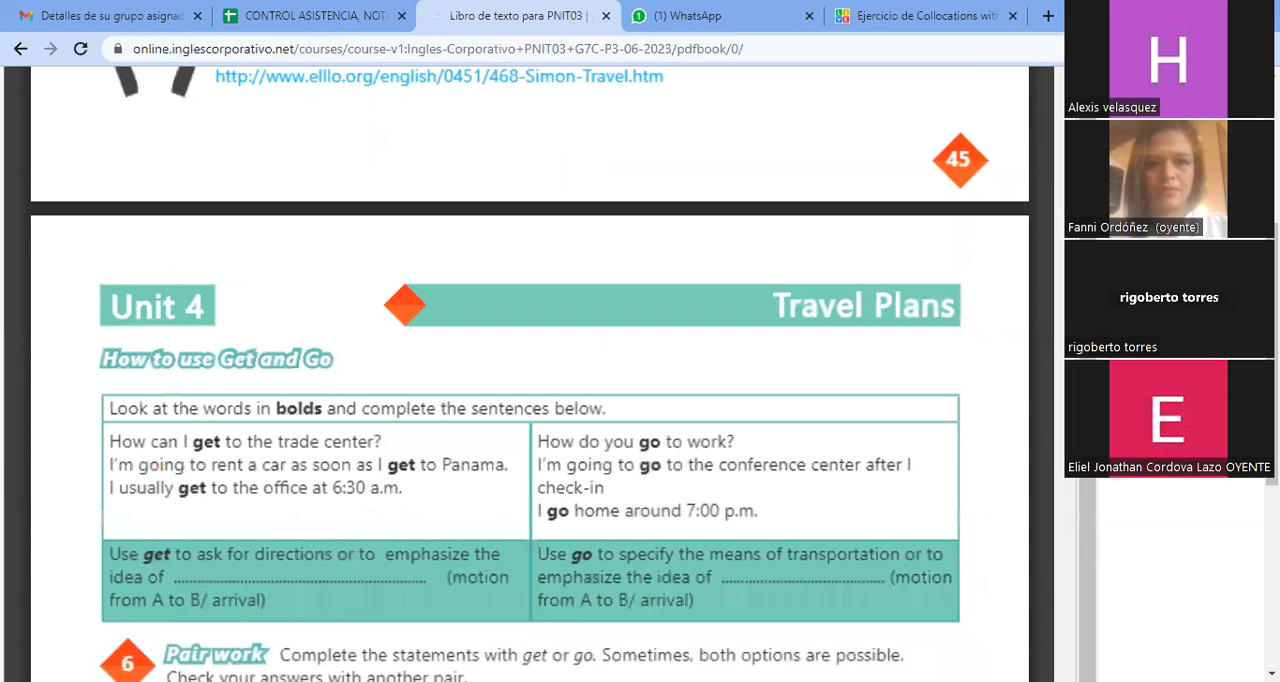 Detalles de su grupo asignad
CONTROL ASISTENCIA, NOTA
Libro de texto para PNIT03 |
(1) WhatsApp
Ejercicio de Collocations with
online.inglescorporativo.net/courses/course-v1:Ingles-Corporativo+PNIT03+G7C-P3-06-2023/pdfbook/0/
http://www.elllo.org/english/0451/468-Simon-Travel.htm
45
Unit 4
Travel Plans
How to use Get and Go
Look at the words in bolds and complete the sentences below.
How can I get to the trade center?
I'm going to rent a car as soon as I get to Panama.
I usually get to the office at 6:30 a.m.
How do you go to work?
I'm going to go to the conference center after I
check-in
I go home around 7:00 p.m.
Use get to ask for directions or to emphasize the
idea of ............................................ (motion
from A to B/ arrival)
Use go to specify the means of transportation or to
emphasize the idea of ..................................... (motion
from A to B/ arrival)
6 Pair work Complete the statements with get or go. Sometimes, both options are possible.
Check your answers with another pair.
H
Alexis velasquez
Fanni Ordóñez (oyente)
rigoberto torres
rigoberto torres
E
Eliel Jonathan Cordova Lazo OYENTE